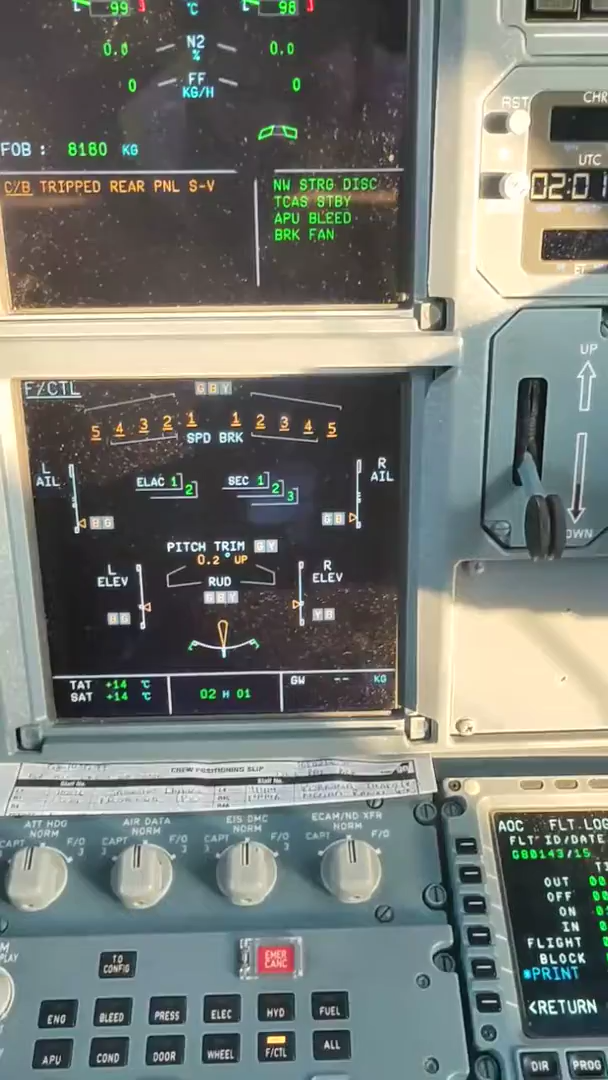 99 °C 98
0.0 N2 % 0.0
0 FF KG/H 0
FOB : 8180 KG
C/B TRIPPED REAR PNL S-V
NW STRG DISC
TCAS STBY
APU BLEED
BRK FAN
RST
CHR
UTC
02:01
ET
UP
DOWN
F/CTL
G B Y
5 4 3 2 1 1 2 3 4 5
SPD BRK
L AIL
R AIL
ELAC 1 2
SEC 1 2 3
B G
G B
PITCH TRIM G Y
0.2 ° UP
L ELEV
R ELEV
RUD
G B Y
B G
Y B
TAT +14 °C
SAT +14 °C
02 H 01
GW -- KG
CREW POSITIONING SLIP
Staff No.
Staff No.
ATT HDG
NORM
CAPT 3 F/O 3
AIR DATA
NORM
CAPT 3 F/O 3
EIS DMC
NORM
CAPT 3 F/O 3
ECAM/ND XFR
NORM
CAPT F/O
TO CONFIG
EMER CANC
ENG BLEED PRESS ELEC HYD FUEL
APU COND DOOR WHEEL F/CTL ALL
AOC FLT.LOG
FLT ID/DATE
G80143/15
OUT 00
OFF 00
ON
IN
FLIGHT
BLOCK
*PRINT
<RETURN
DIR PROG